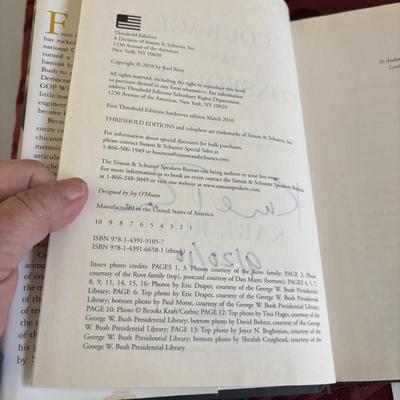 Threshold Editions
A Division of Simon & Schuster, Inc.
1230 Avenue of the Americas
New York, NY 10020
Copyright © 2010 by Karl Rove
All rights reserved, including the right to reproduce this book
or portions thereof in any form whatsoever. For information
address Threshold Editions Subsidiary Rights Department,
1230 Avenue of the Americas, New York, NY 10020
First Threshold Editions hardcover edition March 2010
THRESHOLD EDITIONS and colophon are trademarks of Simon & Schuster, Inc.
For information about special discounts for bulk purchases,
please contact Simon & Schuster Special Sales at
1-866-506-1949 or business@simonandschuster.com.
The Simon & Schuster Speakers Bureau can bring authors to your live event.
For more information or to book an event contact the Simon & Schuster Speakers Bureau
at 1-866-248-3049 or visit our website at www.simonspeakers.com.
Designed by Joy O'Meara
Manufactured in the United States of America
10 9 8 7 6 5 4 3 2 1
ISBN 978-1-4391-9105-7
ISBN 978-1-4391-6658-1 (ebook)
Insert photo credits: PAGES 1, 3: Photos courtesy of the Rove family; PAGE 2: Photo
courtesy of the Rove family (top), postcard courtesy of Dan Mintz (bottom); PAGES 4, 5, 7,
8, 9, 11, 14, 15, 16: Photos by Eric Draper, courtesy of the George W. Bush Presidential
Library; PAGE 6: Top photo by Eric Draper, courtesy of the George W. Bush Presidential
Library; bottom photo by Paul Morse, courtesy of the George W. Bush Presidential Library;
PAGE 10: Photo © Brooks Kraft/Corbis; PAGE 12: Top photo by Tina Hager, courtesy of the
George W. Bush Presidential Library; bottom photo by David Bohrer, courtesy of the George
W. Bush Presidential Library; PAGE 13: Top photo by Joyce N. Boghosian, courtesy of the
George W. Bush Presidential Library; bottom photo by Shealah Craighead, courtesy of the
George W. Bush Presidential Library